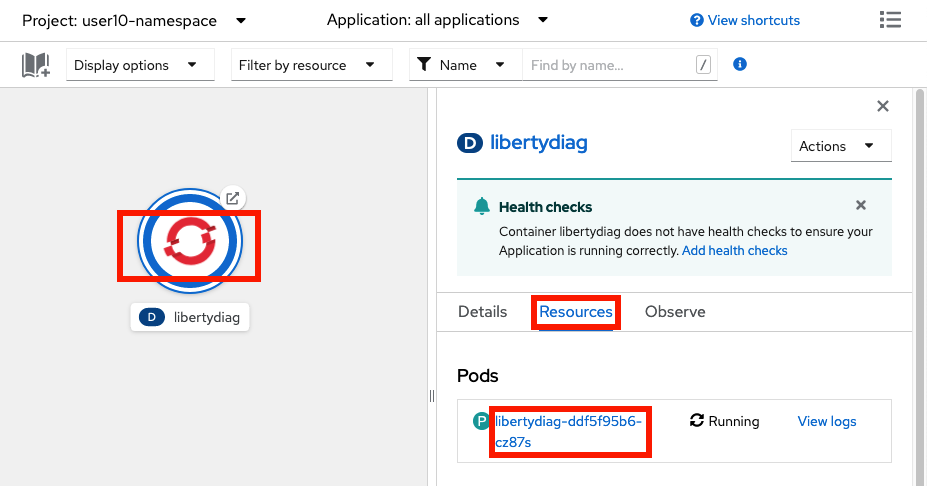 Project: user10-namespace
Application: all applications
View shortcuts
Display options
Filter by resource
Name
Find by name...
/
D libertydiag
Actions
Health checks
Container libertydiag does not have health checks to ensure your
Application is running correctly. Add health checks
D libertydiag
Details
Resources
Observe
Pods
P libertydiag-ddf5f95b6-
cz87s
Running
View logs